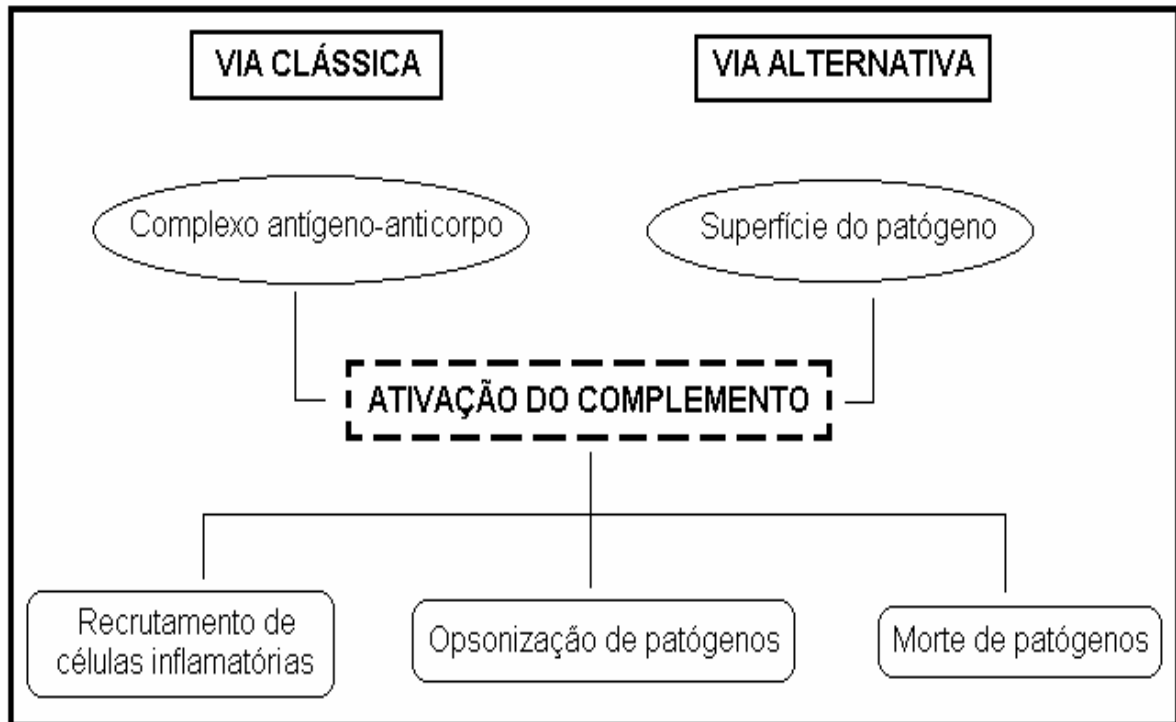 VIA CLÁSSICA
VIA ALTERNATIVA
Complexo antígeno-anticorpo
Superfície do patógeno
ATIVAÇÃO DO COMPLEMENTO
Recrutamento de
células inflamatórias
Opsonização de patógenos
Morte de patógenos